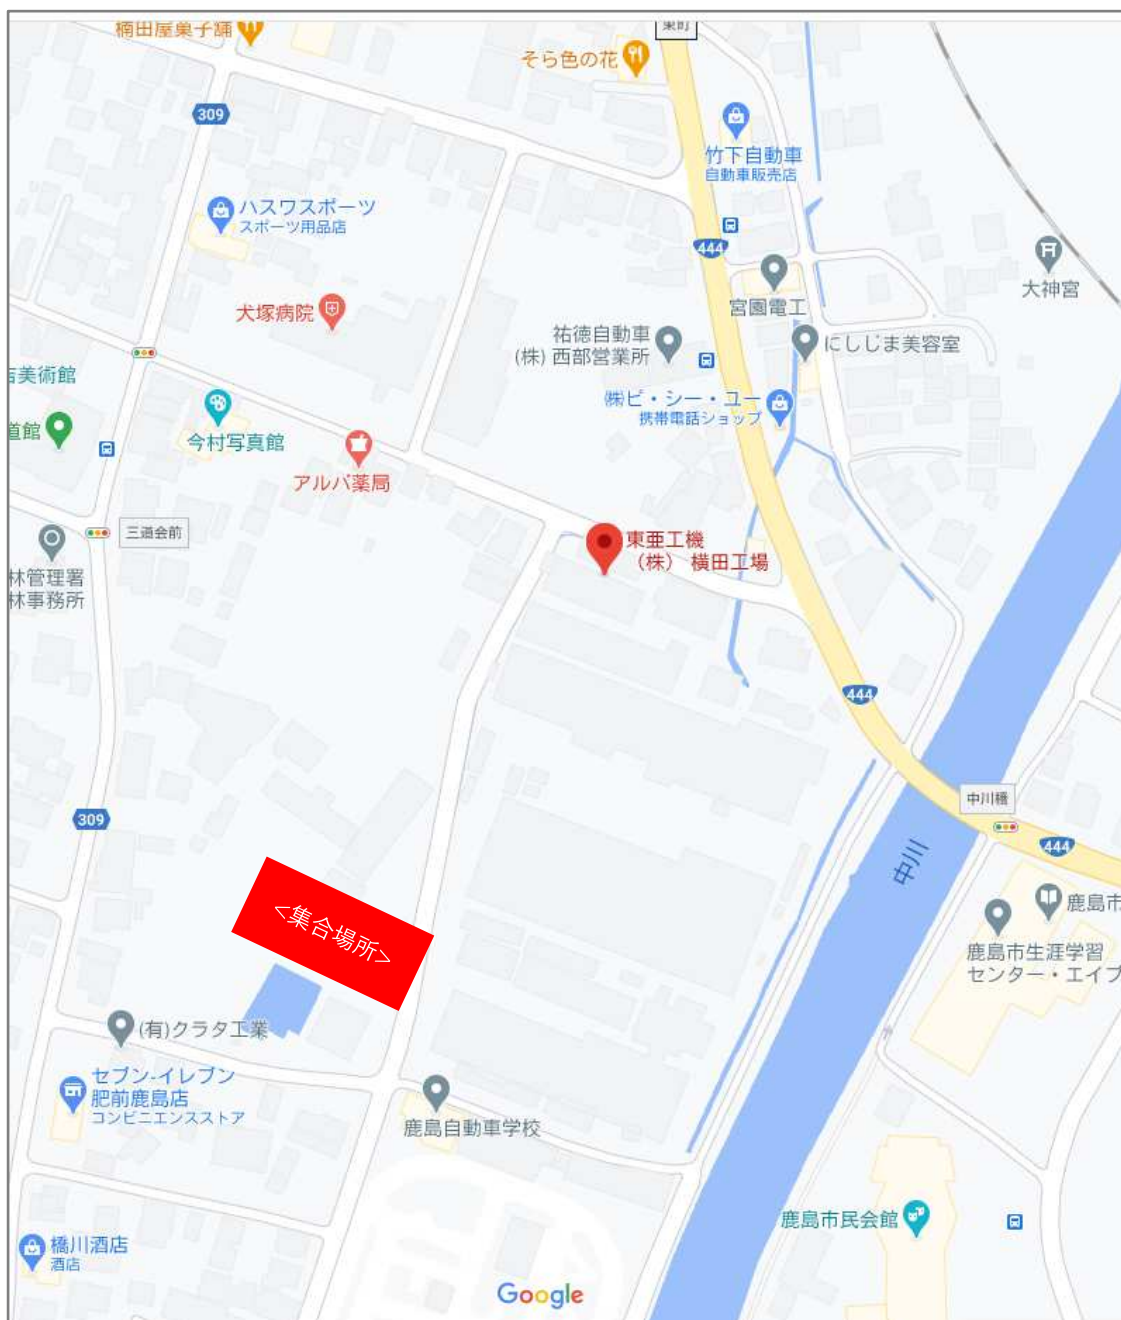 楠田屋菓子舗
そら色の花
東町
309
竹下自動車
自動車販売店
ハスワスポーツ
スポーツ用品店
444
大神宮
宮園電工
犬塚病院
祐徳自動車
(株) 西部営業所
にしじま美容室
美術館
㈱ピ・シー・ユー
携帯電話ショップ
道館
今村写真館
アルバ薬局
三道会前
東亜工機
(株) 横田工場
林管理署
林事務所
444
中川橋
309
444
中川
<集合場所>
鹿島市
鹿島市生涯学習
センター・エイブ
(有)クラタ工業
セブン-イレブン
肥前鹿島店
コンビニエンスストア
鹿島自動車学校
鹿島市民会館
橋川酒店
酒店
Google